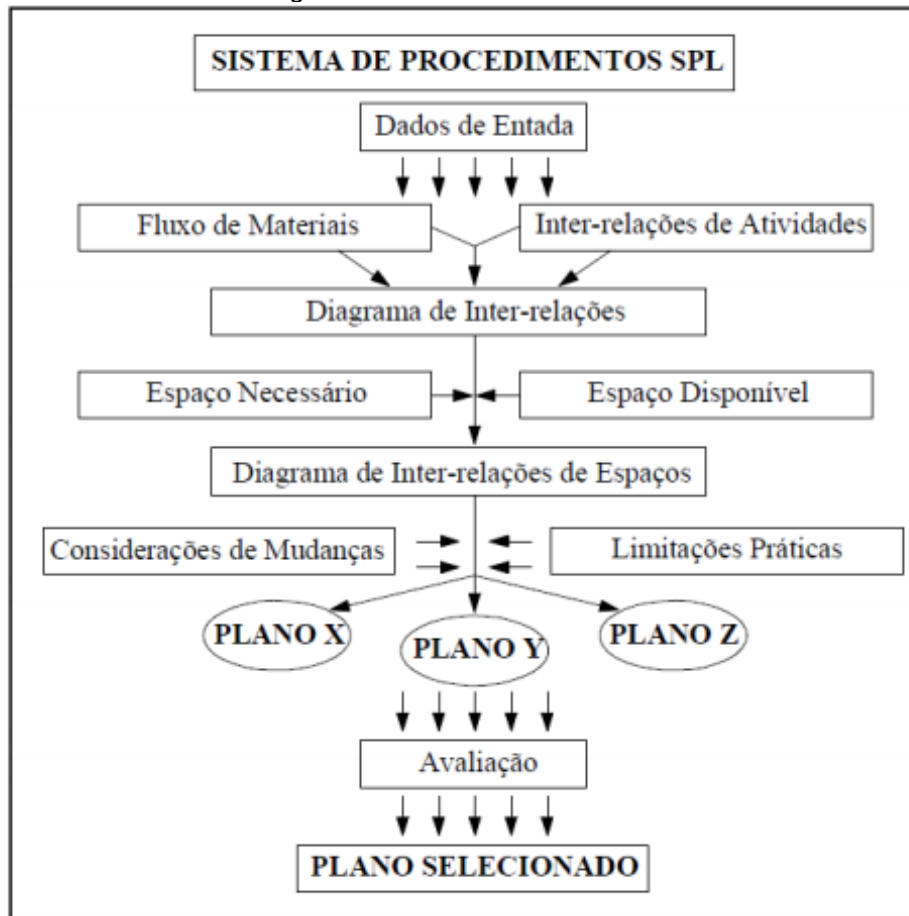 SISTEMA DE PROCEDIMENTOS SPL
Dados de Entada
Fluxo de Materiais
Inter-relações de Atividades
Diagrama de Inter-relações
Espaço Necessário
Espaço Disponível
Diagrama de Inter-relações de Espaços
Considerações de Mudanças
Limitações Práticas
PLANO X
PLANO Y
PLANO Z
Avaliação
PLANO SELECIONADO